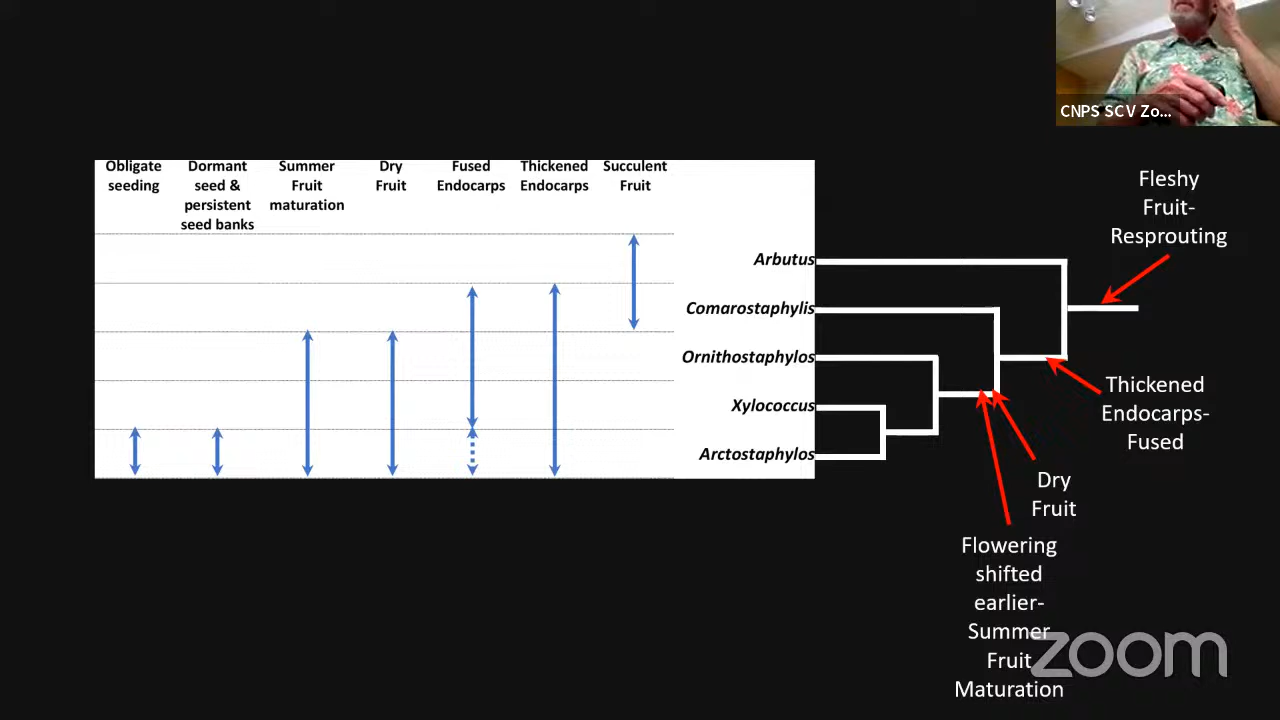 CNPS SCV Zo...
Obligate
seeding
Dormant
seed &
persistent
seed banks
Summer
Fruit
maturation
Dry
Fruit
Fused
Endocarps
Thickened
Endocarps
Succulent
Fruit
Arbutus
Comarostaphylis
Ornithostaphylos
Xylococcus
Arctostaphylos
Fleshy
Fruit-
Resprouting
Thickened
Endocarps-
Fused
Dry
Fruit
Flowering
shifted
earlier-
Summer
Fruit
Maturation
zoom